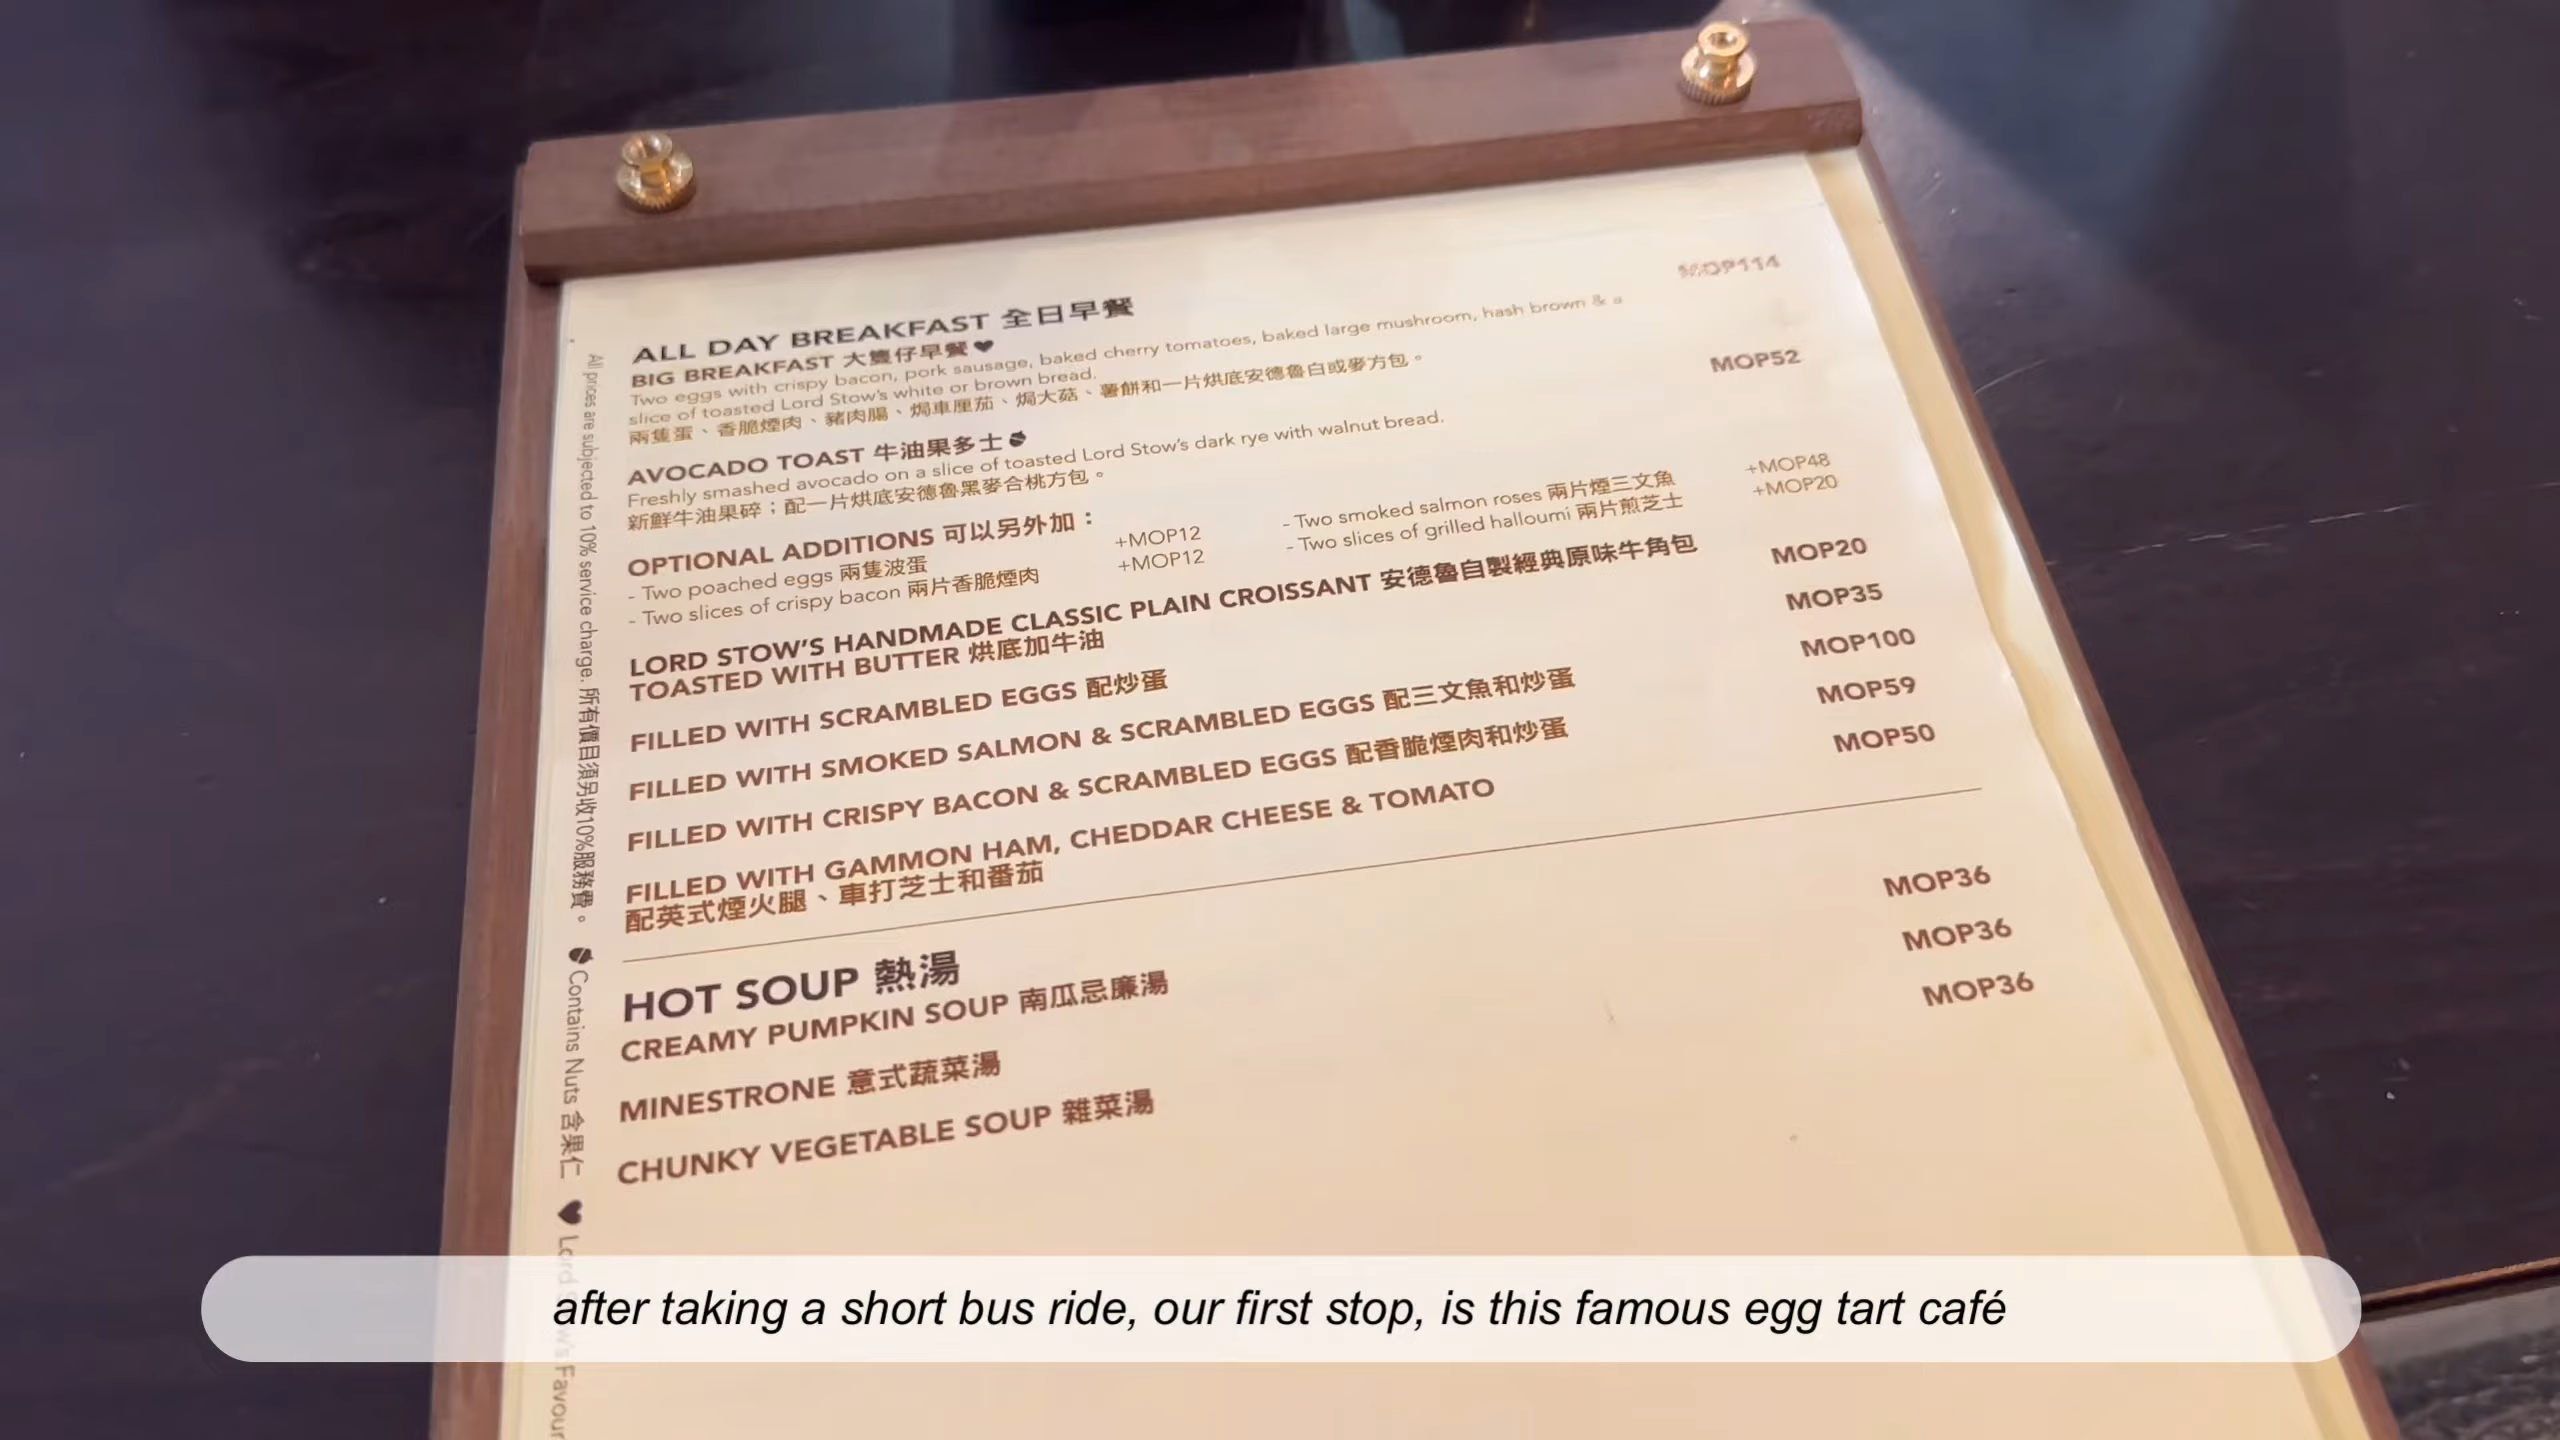 ALL DAY BREAKFAST 全日早餐
BIG BREAKFAST 大隻仔早餐 MOP114
Two eggs with crispy bacon, pork sausage, baked cherry tomatoes, baked large mushroom, hash brown & a
slice of toasted Lord Stow's white or brown bread.
兩隻蛋、香脆煙肉、豬肉腸、焗車厘茄、焗大菇、薯餅和一片烘底安德魯白或麥方包。
AVOCADO TOAST 牛油果多士 MOP52
Freshly smashed avocado on a slice of toasted Lord Stow's dark rye with walnut bread.
新鮮牛油果碎；配一片烘底安德魯黑麥合桃方包。
OPTIONAL ADDITIONS 可以另外加：
- Two poached eggs 兩隻波蛋 +MOP12
- Two slices of crispy bacon 兩片香脆煙肉 +MOP12
- Two smoked salmon roses 兩片煙三文魚 +MOP48
- Two slices of grilled halloumi 兩片煎芝士 +MOP20
LORD STOW'S HANDMADE CLASSIC PLAIN CROISSANT 安德魯自製經典原味牛角包
TOASTED WITH BUTTER 烘底加牛油 MOP20
FILLED WITH SCRAMBLED EGGS 配炒蛋 MOP35
FILLED WITH SMOKED SALMON & SCRAMBLED EGGS 配三文魚和炒蛋 MOP100
FILLED WITH CRISPY BACON & SCRAMBLED EGGS 配香脆煙肉和炒蛋 MOP59
FILLED WITH GAMMON HAM, CHEDDAR CHEESE & TOMATO MOP50
配英式煙火腿、車打芝士和番茄
HOT SOUP 熱湯
CREAMY PUMPKIN SOUP 南瓜忌廉湯 MOP36
MINESTRONE 意式蔬菜湯 MOP36
CHUNKY VEGETABLE SOUP 雜菜湯 MOP36
All prices are subjected to 10% service charge. 所有價目須另收10%服務費。 Contains Nuts 含果仁 Lord Stow's Favour
after taking a short bus ride, our first stop, is this famous egg tart café